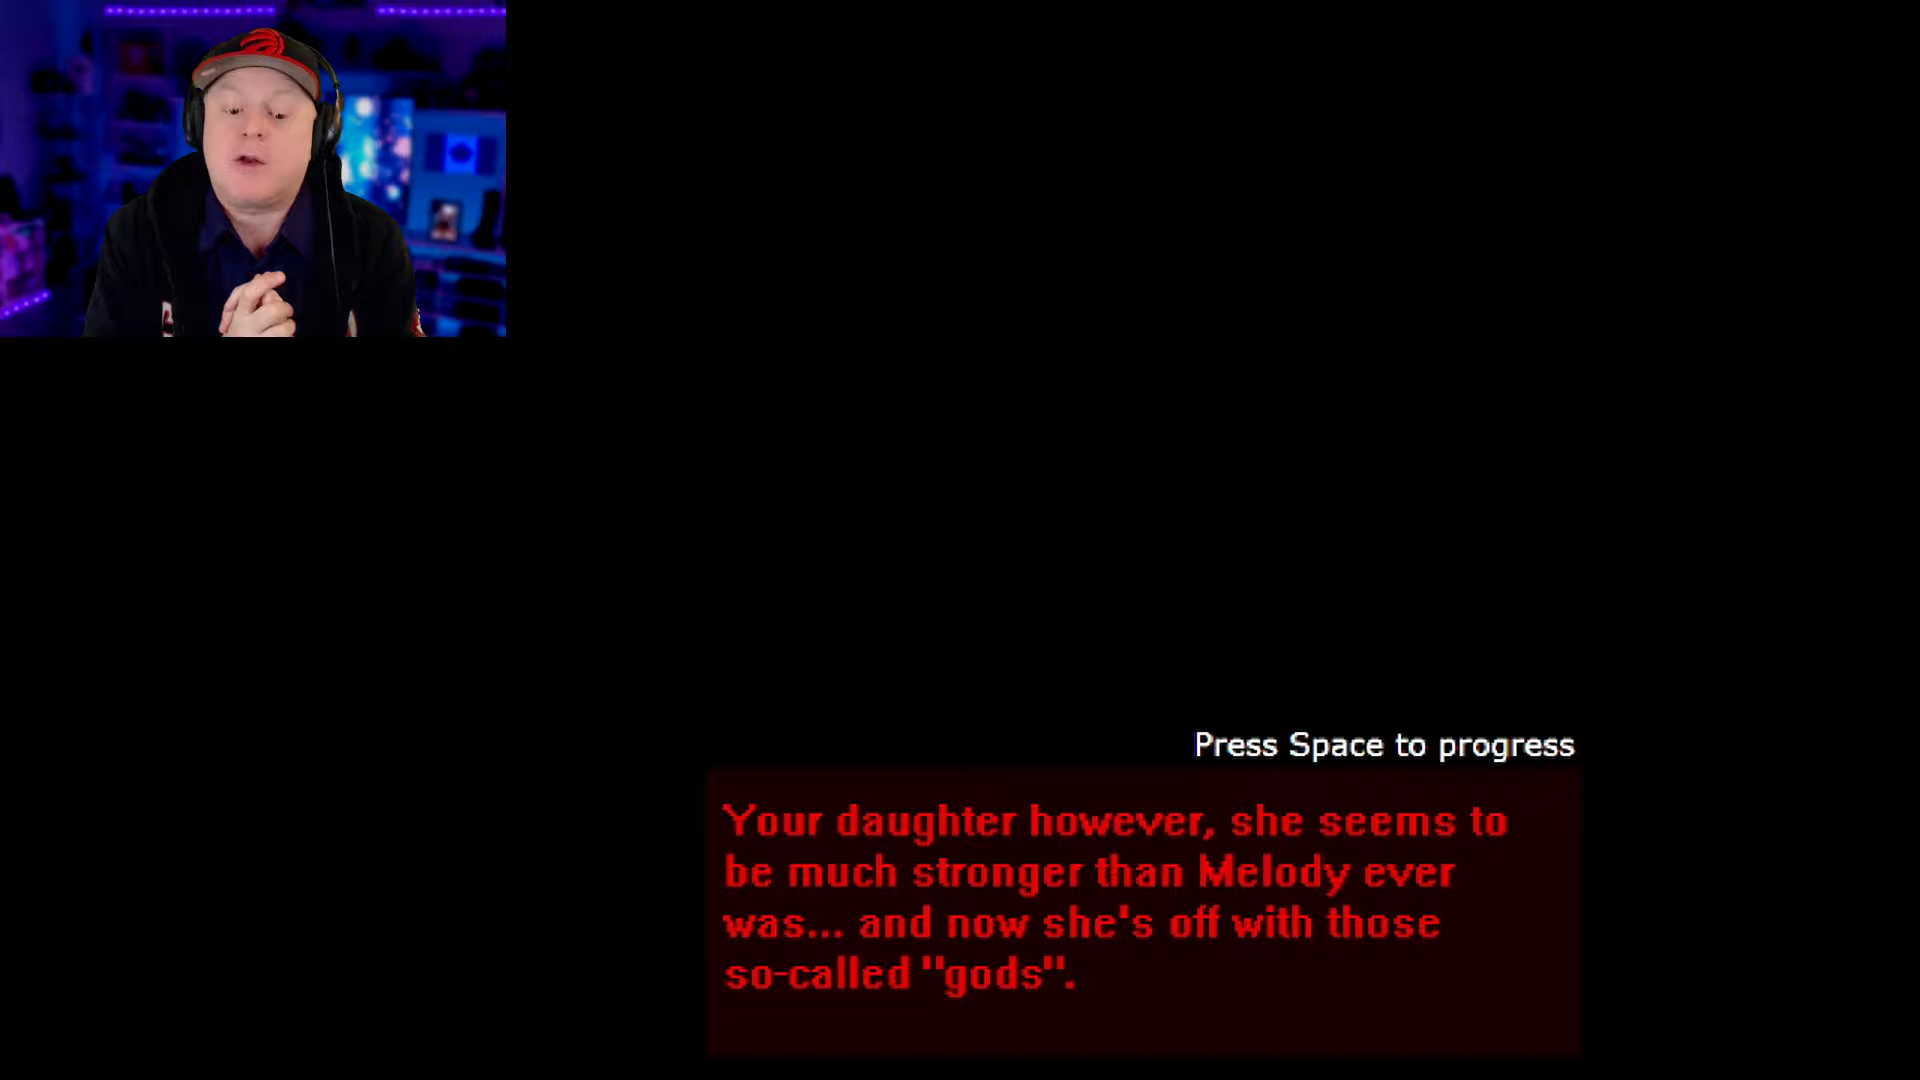 Press Space to progress
Your daughter however, she seems to
be much stronger than Melody ever
was... and now she's off with those
so-called "gods".